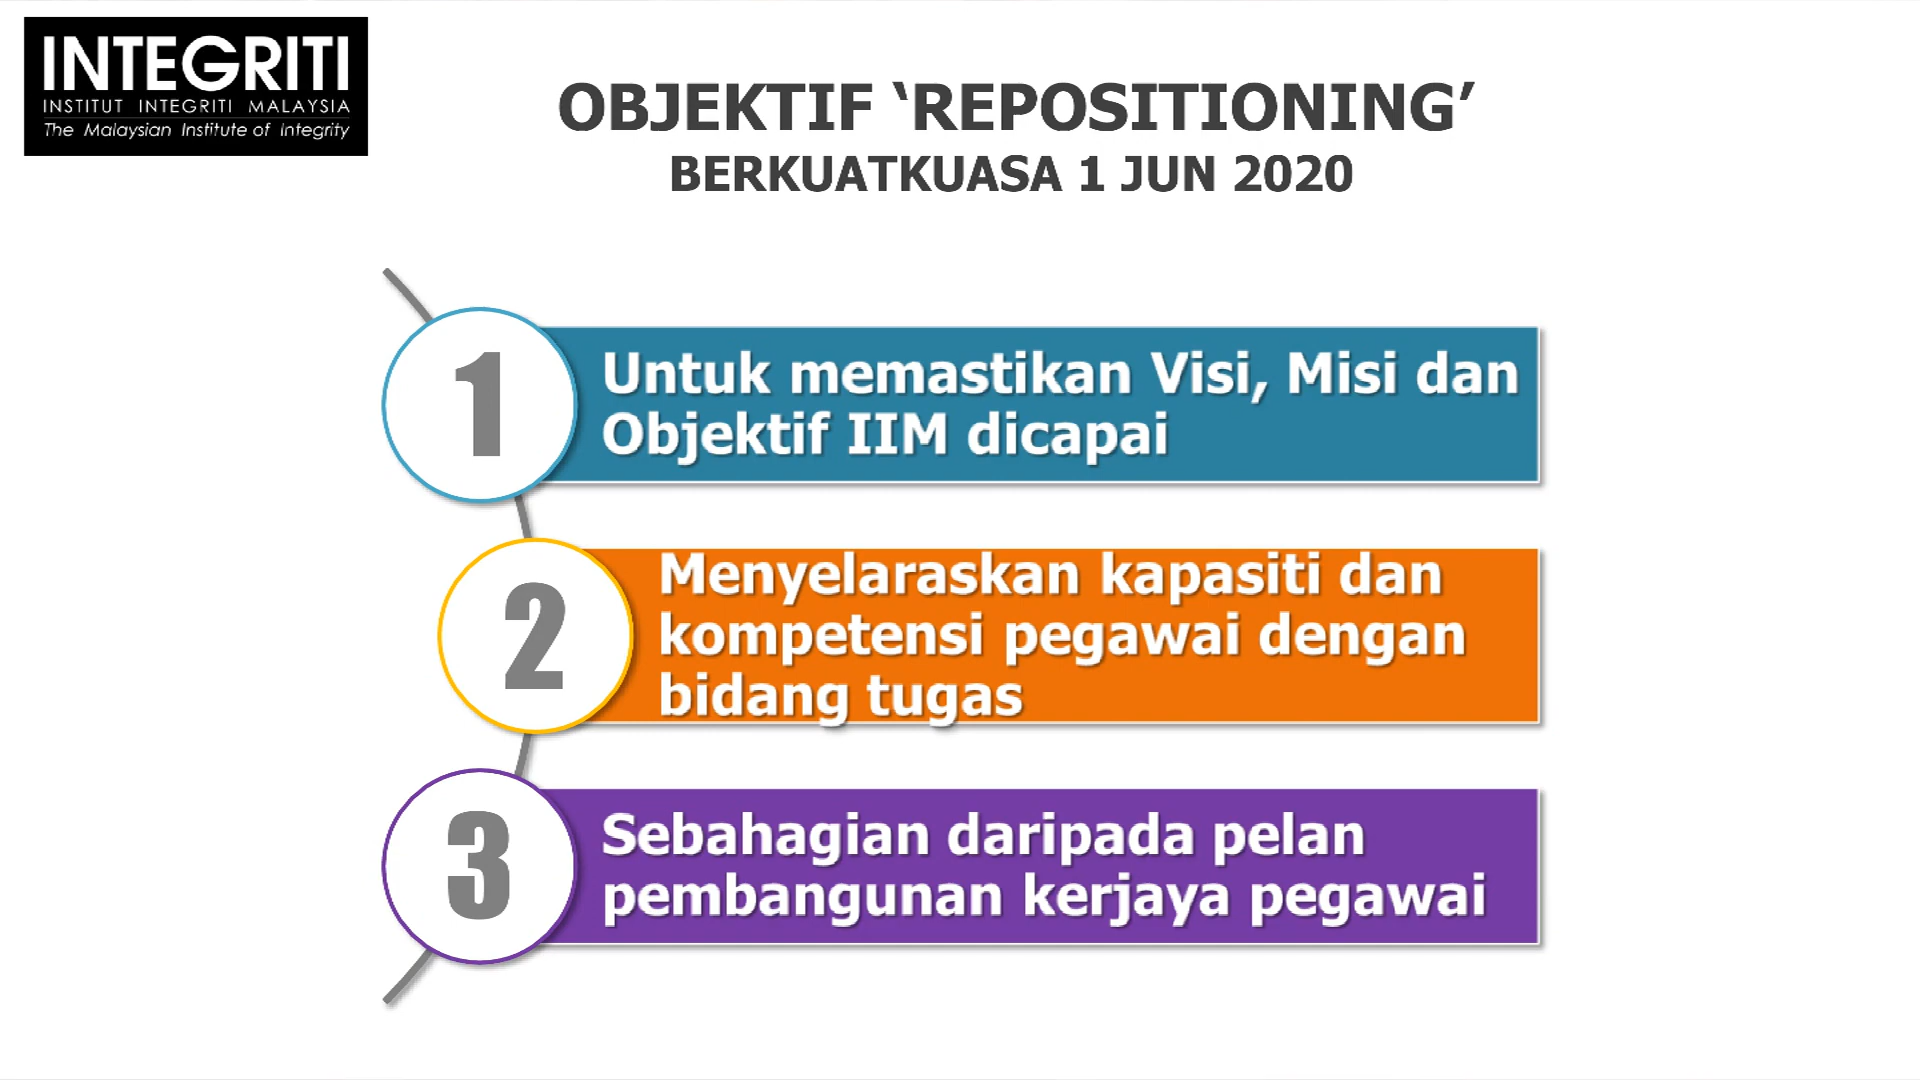 INTEGRITI
INSTITUT INTEGRITI MALAYSIA
The Malaysian Institute of Integrity
OBJEKTIF ‘REPOSITIONING’
BERKUATKUASA 1 JUN 2020
1
Untuk memastikan Visi, Misi dan
Objektif IIM dicapai
2
Menyelaraskan kapasiti dan
kompetensi pegawai dengan
bidang tugas
3
Sebahagian daripada pelan
pembangunan kerjaya pegawai